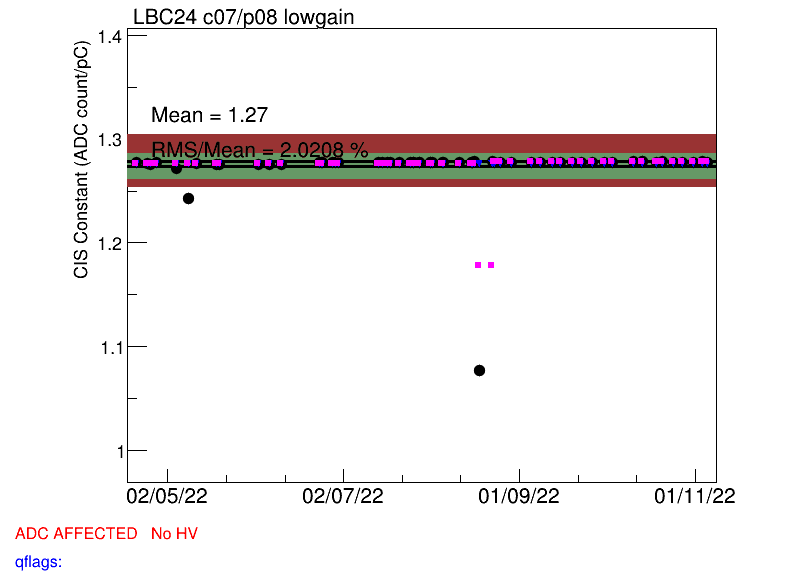 LBC24 c07/p08 lowgain
CIS Constant (ADC count/pC)
1.4
1.3
1.2
1.1
1
Mean = 1.27
RMS/Mean = 2.0208 %
02/05/22 02/07/22 01/09/22 01/11/22
ADC AFFECTED No HV
qflags: